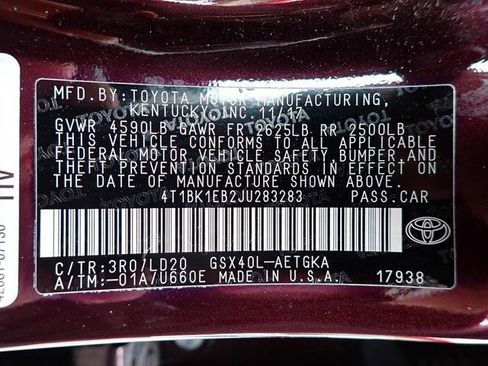 MFD.BY:TOYOTA MOTOR MANUFACTURING,
KENTUCKY, INC. 11/17
GVWR 4590LB GAWR FR 2625LB RR 2500LB
THIS VEHICLE CONFORMS TO ALL APPLICABLE
FEDERAL MOTOR VEHICLE SAFETY,BUMPER,AND
THEFT PREVENTION STANDARDS IN EFFECT ON
THE DATE OF MANUFACTURE SHOWN ABOVE.
4T1BK1EB2JU283283 PASS.CAR
TOYOTA
C/TR:3R0/LD20 GSX40L-AETGKA
A/TM:-01A/U660E MADE IN U.S.A. 17938